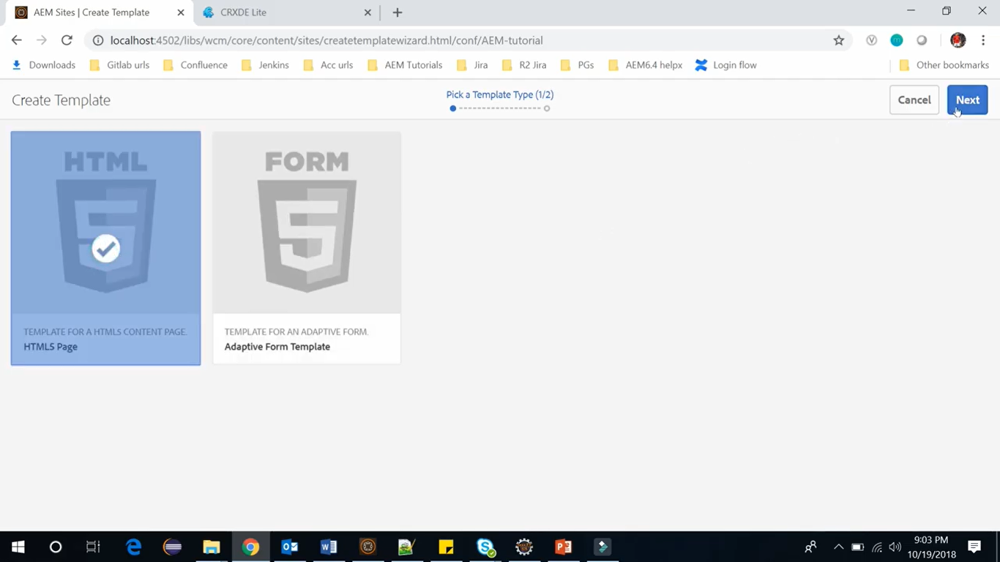 AEM Sites | Create Template
CRXDE Lite
localhost:4502/libs/wcm/core/content/sites/createtemplatewizard.html/conf/AEM-tutorial
Downloads Gitlab urls Confluence Jenkins Acc urls AEM Tutorials Jira R2 Jira PGs AEM6.4 helpx Login flow Other bookmarks
Create Template
Pick a Template Type (1/2)
Cancel
Next
HTML
5
TEMPLATE FOR A HTML5 CONTENT PAGE.
HTML5 Page
FORM
5
TEMPLATE FOR AN ADAPTIVE FORM.
Adaptive Form Template
9:03 PM
10/19/2018